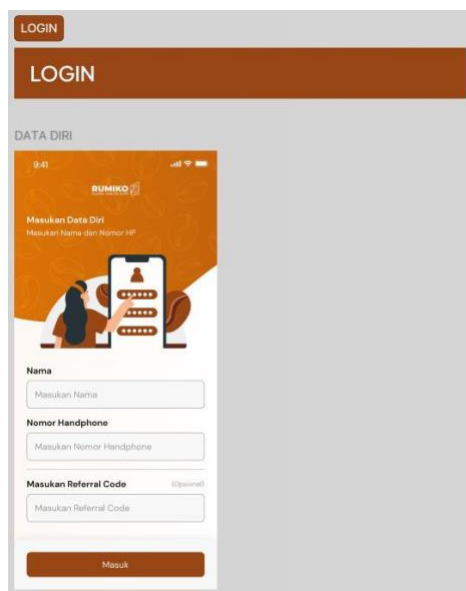 LOGIN
LOGIN
DATA DIRI
9:41
RUMIKO
Masukan Data Diri
Masukan Nama dan Nomor HP
Nama
Masukan Nama
Nomor Handphone
Masukan Nomor Handphone
Masukan Referral Code (Opsional)
Masukan Referral Code
Masuk